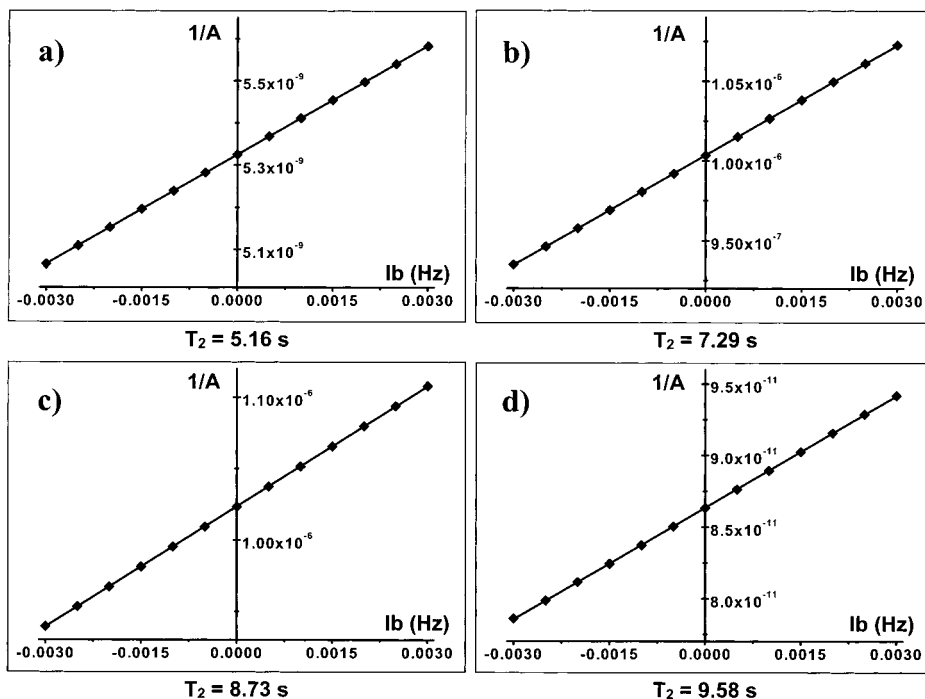 a)
1/A
5.5x10⁻⁹
5.3x10⁻⁹
5.1x10⁻⁹
lb (Hz)
-0.0030 -0.0015 0.0000 0.0015 0.0030
T₂ = 5.16 s
b)
1/A
1.05x10⁻⁶
1.00x10⁻⁶
9.50x10⁻⁷
lb (Hz)
-0.0030 -0.0015 0.0000 0.0015 0.0030
T₂ = 7.29 s
c)
1/A
1.10x10⁻⁶
1.00x10⁻⁶
lb (Hz)
-0.0030 -0.0015 0.0000 0.0015 0.0030
T₂ = 8.73 s
d)
1/A
9.5x10⁻¹¹
9.0x10⁻¹¹
8.5x10⁻¹¹
8.0x10⁻¹¹
lb (Hz)
-0.0030 -0.0015 0.0000 0.0015 0.0030
T₂ = 9.58 s